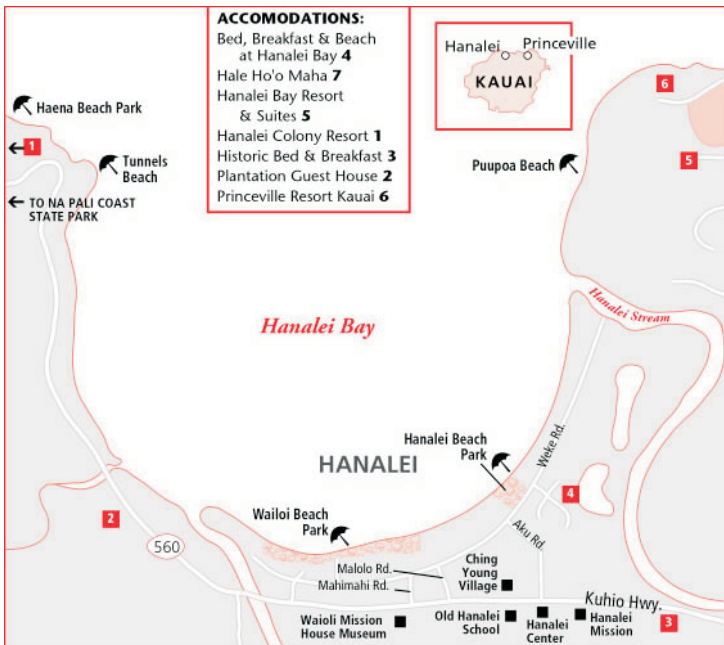 ACCOMODATIONS:
Bed, Breakfast & Beach
at Hanalei Bay 4
Hale Ho'o Maha 7
Hanalei Bay Resort
& Suites 5
Hanalei Colony Resort 1
Historic Bed & Breakfast 3
Plantation Guest House 2
Princeville Resort Kauai 6
Hanalei
Princeville
KAUAI
Haena Beach Park
1
Tunnels
Beach
TO NA PALI COAST
STATE PARK
6
5
Puupoa Beach
Hanalei Stream
Hanalei Bay
Hanalei Beach
Park
HANALEI
Weke Rd.
4
Wailoi Beach
Park
2
560
Aku Rd.
Malolo Rd.
Mahimahi Rd.
Ching
Young
Village
Kuhio Hwy.
Waioli Mission
House Museum
Old Hanalei
School
Hanalei
Center
Hanalei
Mission
3